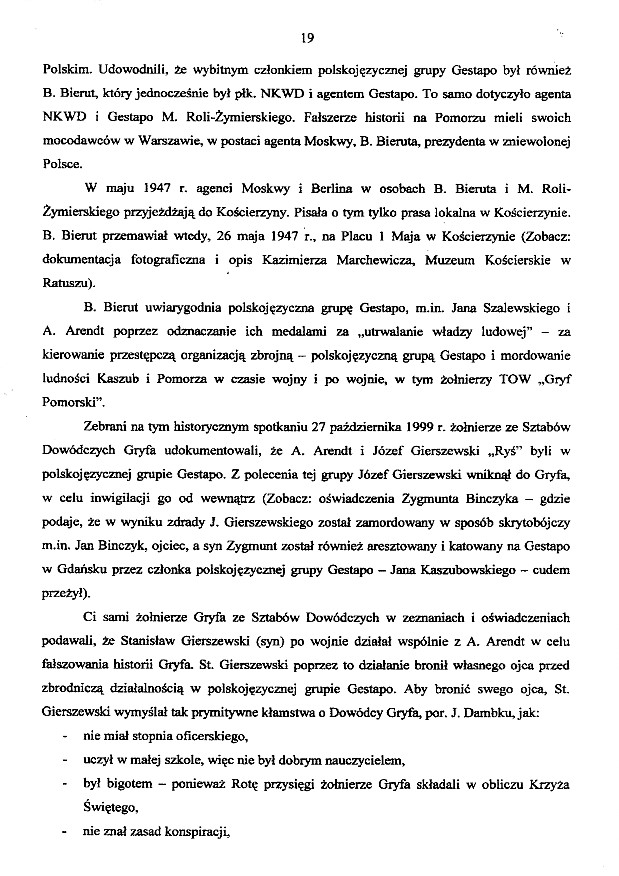 19
Polskim. Udowodnili, że wybitnym członkiem polskojęzycznej grupy Gestapo był również
B. Bierut, który jednocześnie był płk. NKWD i agentem Gestapo. To samo dotyczyło agenta
NKWD i Gestapo M. Roli-Żymierskiego. Fałszerze historii na Pomorzu mieli swoich
mocodawców w Warszawie, w postaci agenta Moskwy, B. Bieruta, prezydenta w zniewolonej
Polsce.
W maju 1947 r. agenci Moskwy i Berlina w osobach B. Bieruta i M. Roli-
Żymierskiego przyjeżdżają do Kościerzyny. Pisała o tym tylko prasa lokalna w Kościerzynie.
B. Bierut przemawiał wtedy, 26 maja 1947 r., na Placu 1 Maja w Kościerzynie (Zobacz:
dokumentacja fotograficzna i opis Kazimierza Marchewicza, Muzeum Kościerskie w
Ratuszu).
B. Bierut uwiarygodnia polskojęzyczna grupę Gestapo, m.in. Jana Szalewskiego i
A. Arendt poprzez odznaczanie ich medalami za „utrwalanie władzy ludowej” – za
kierowanie przestępczą organizacją zbrojną – polskojęzyczną grupą Gestapo i mordowanie
ludności Kaszub i Pomorza w czasie wojny i po wojnie, w tym żołnierzy TOW „Gryf
Pomorski”.
Zebrani na tym historycznym spotkaniu 27 października 1999 r. żołnierze ze Sztabów
Dowódczych Gryfa udokumentowali, że A. Arendt i Józef Gierszewski „Ryś” byli w
polskojęzycznej grupie Gestapo. Z polecenia tej grupy Józef Gierszewski wniknął do Gryfa,
w celu inwigilacji go od wewnątrz (Zobacz: oświadczenia Zygmunta Binczyka – gdzie
podaje, że w wyniku zdrady J. Gierszewskiego został zamordowany w sposób skrytobójczy
m.in. Jan Binczyk, ojciec, a syn Zygmunt został również aresztowany i katowany na Gestapo
w Gdańsku przez członka polskojęzycznej grupy Gestapo – Jana Kaszubowskiego – cudem
przeżył).
Ci sami żołnierze Gryfa ze Sztabów Dowódczych w zeznaniach i oświadczeniach
podawali, że Stanisław Gierszewski (syn) po wojnie działał wspólnie z A. Arendt w celu
fałszowania historii Gryfa. St. Gierszewski poprzez to działanie bronił własnego ojca przed
zbrodniczą działalnością w polskojęzycznej grupie Gestapo. Aby bronić swego ojca, St.
Gierszewski wymyślał tak prymitywne kłamstwa o Dowódcy Gryfa, por. J. Dambku, jak:
- nie miał stopnia oficerskiego,
- uczył w małej szkole, więc nie był dobrym nauczycielem,
- był bigotem – ponieważ Rotę przysięgi żołnierze Gryfa składali w obliczu Krzyża
Świętego,
- nie znał zasad konspiracji,